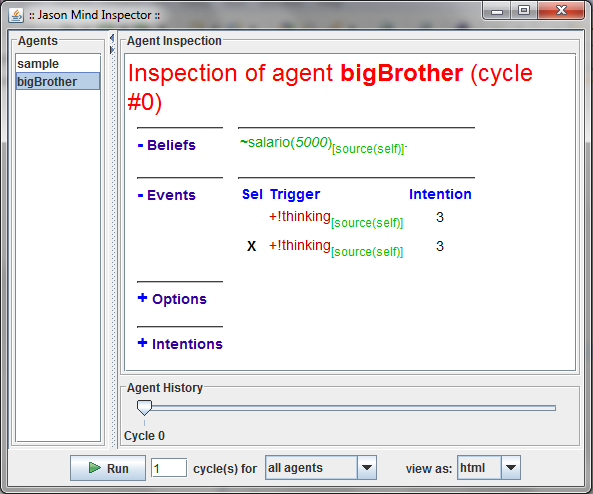 :: Jason Mind Inspector ::
Agents
sample
bigBrother
Agent Inspection
Inspection of agent bigBrother (cycle
#0)
- Beliefs
~salario(5000)[source(self)].
- Events
Sel Trigger Intention
+!thinking[source(self)] 3
X +!thinking[source(self)] 3
+ Options
+ Intentions
Agent History
Cycle 0
Run 1 cycle(s) for all agents view as: html